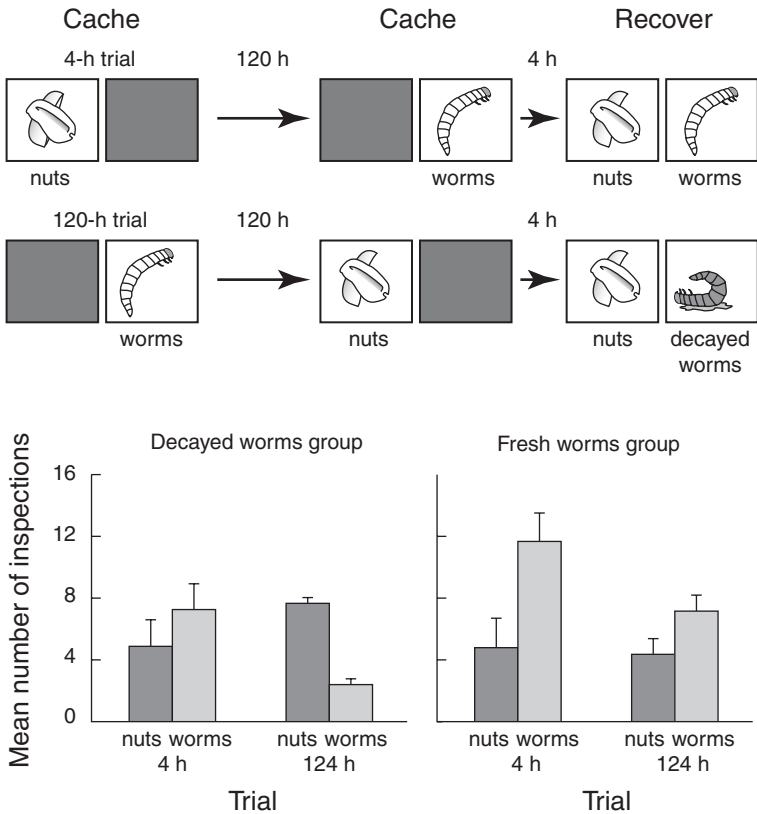 Cache Cache Recover
4-h trial 120 h 4 h
nuts worms nuts worms
120-h trial 120 h 4 h
worms nuts nuts decayed
worms
Mean number of inspections
Decayed worms group
Fresh worms group
16
12
8
4
0
nuts worms nuts worms nuts worms nuts worms
4 h 124 h 4 h 124 h
Trial Trial